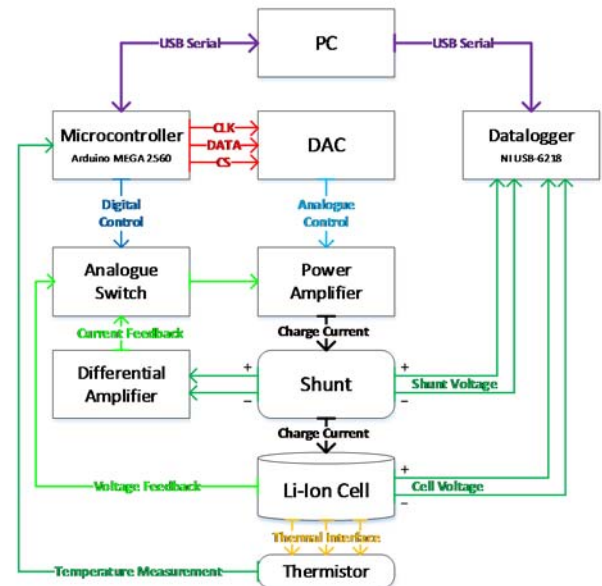 PC
USB Serial
USB Serial
Microcontroller
Arduino MEGA 2560
CLK
DATA
CS
DAC
Datalogger
NI USB-6218
Digital
Control
Analogue
Control
Analogue
Switch
Power
Amplifier
Current Feedback
Charge Current
Differential
Amplifier
+
−
Shunt
+
−
Shunt Voltage
Charge Current
Voltage Feedback
Li-Ion Cell
+
−
Cell Voltage
Thermal Interface
Temperature Measurement
Thermistor